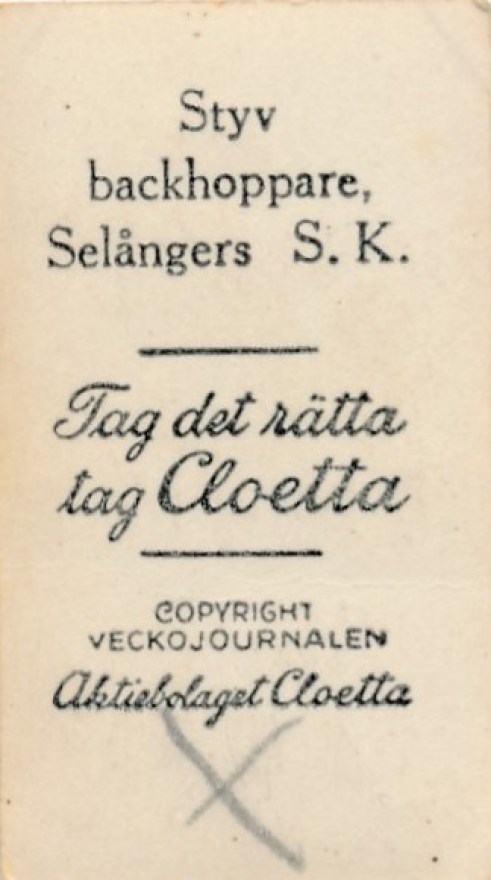 Styv
backhoppare,
Selångers S. K.
Tag det rätta
tag Cloetta
COPYRIGHT
VECKOJOURNALEN
Aktiebolaget Cloetta